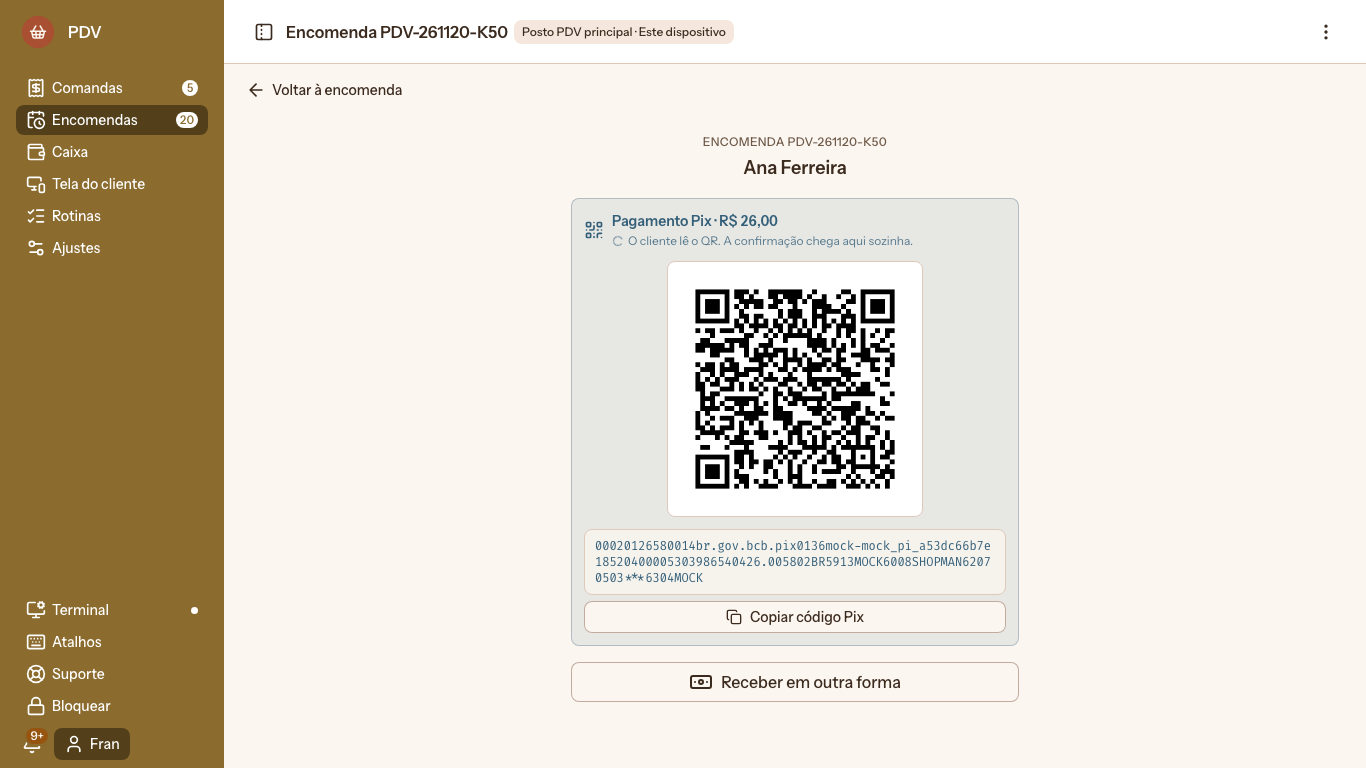 PDV
Comandas 5
Encomendas 20
Caixa
Tela do cliente
Rotinas
Ajustes
Terminal
Atalhos
Suporte
Bloquear
9+
Fran
Encomenda PDV-261120-K50 Posto PDV principal · Este dispositivo
Voltar à encomenda
ENCOMENDA PDV-261120-K50
Ana Ferreira
Pagamento Pix · R$ 26,00
O cliente lê o QR. A confirmação chega aqui sozinha.
00020126580014br.gov.bcb.pix0136mock-mock_pi_a53dc66b7e
18520400005303986540426.005802BR5913MOCK6008SHOPMAN6207
0503***6304MOCK
Copiar código Pix
Receber em outra forma